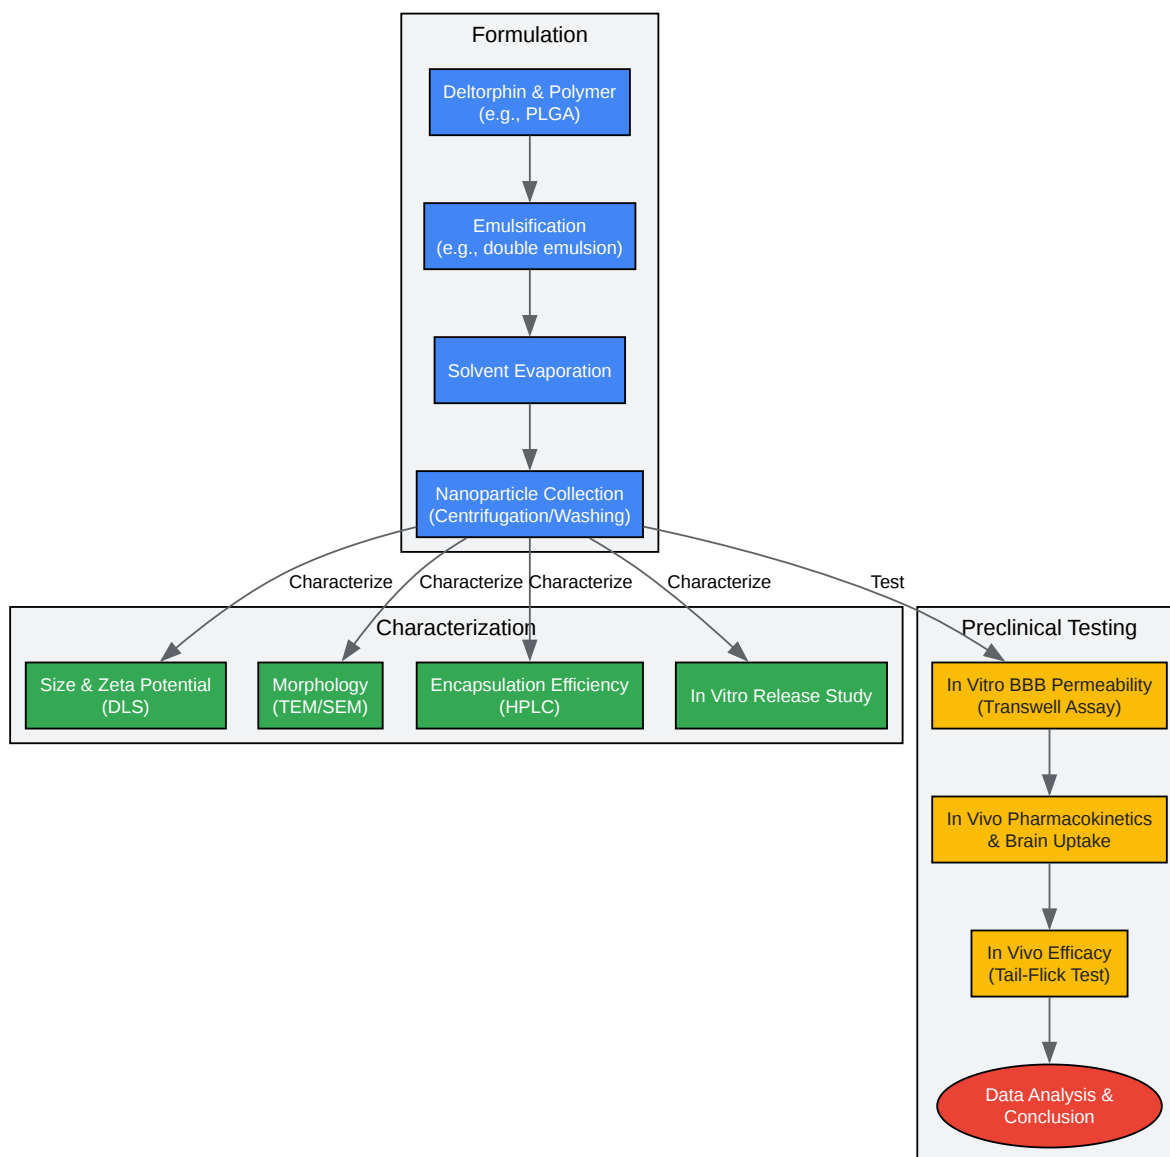 Formulation
Deltorphin & Polymer
(e.g., PLGA)
Emulsification
(e.g., double emulsion)
Solvent Evaporation
Nanoparticle Collection
(Centrifugation/Washing)
Characterize
Characterize
Characterize
Characterize
Test
Characterization
Size & Zeta Potential
(DLS)
Morphology
(TEM/SEM)
Encapsulation Efficiency
(HPLC)
In Vitro Release Study
Preclinical Testing
In Vitro BBB Permeability
(Transwell Assay)
In Vivo Pharmacokinetics
& Brain Uptake
In Vivo Efficacy
(Tail-Flick Test)
Data Analysis &
Conclusion